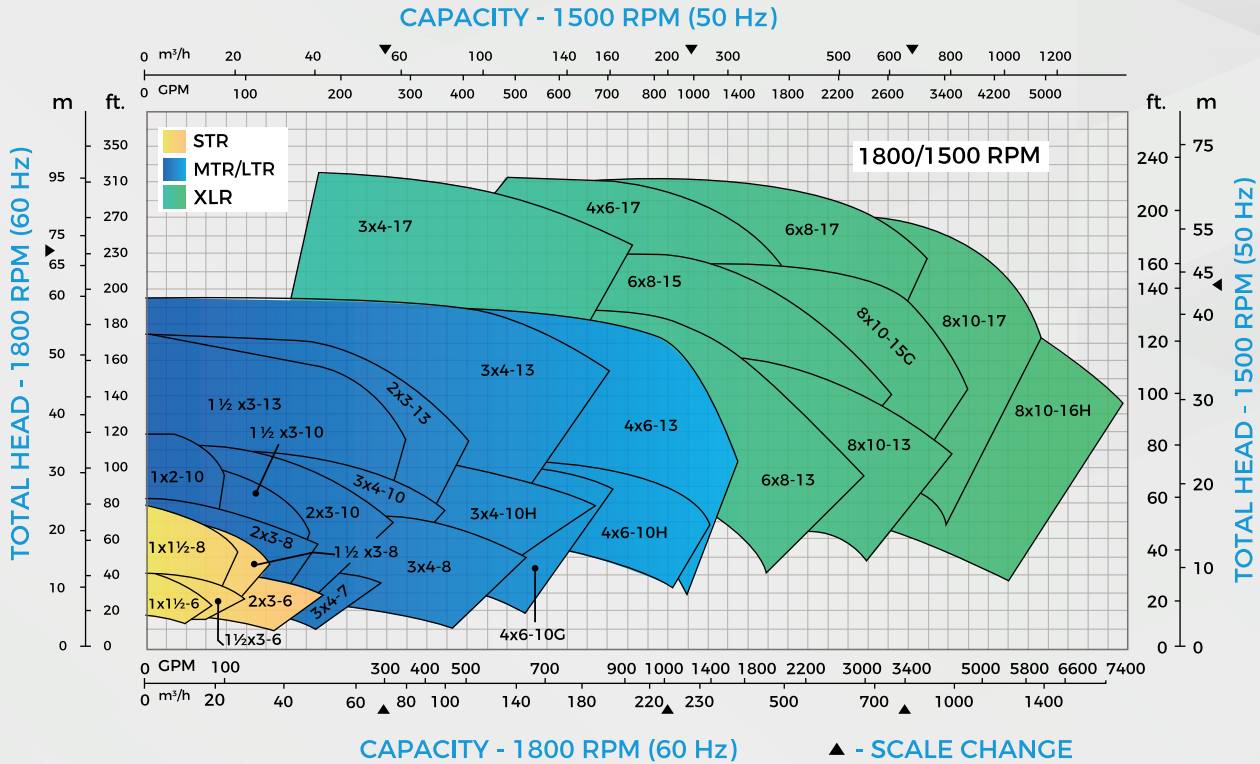 CAPACITY - 1500 RPM (50 Hz)
0 m³/h 20 40 60 80 100 140 160 200 300 500 600 800 1000 1200
0 GPM 100 200 300 400 500 600 700 800 1000 1400 1800 2200 2600 3400 4200 5000
m ft. ft. m
TOTAL HEAD - 1800 RPM (60 Hz)
95 75 65 60 50 40 30 20 10 0
350 310 270 230 200 180 160 140 120 100 80 60 40 20 0
STR
MTR/LTR
XLR
1800/1500 RPM
3x4-17
4x6-17
6x8-17
6x8-15
8x10-15G
8x10-17
3x4-13
2x3-13
1½ x3-13
8x10-16H
4x6-13
1½ x3-10
8x10-13
1x2-10
3x4-10
6x8-13
2x3-10
3x4-10H
4x6-10H
2x3-8
1x1½-8
1½ x3-8
3x4-8
1x1½-6
2x3-6
3x4-7
1½x3-6
4x6-10G
240 200 160 140 120 100 80 60 40 20 0
75 55 45 40 30 20 10 0
TOTAL HEAD - 1500 RPM (50 Hz)
0 GPM 100 300 400 500 700 900 1000 1400 1800 2200 3000 3400 5000 5800 6600 7400
0 m³/h 20 40 60 80 100 140 180 220 230 500 700 1000 1400
CAPACITY - 1800 RPM (60 Hz)
▲ - SCALE CHANGE